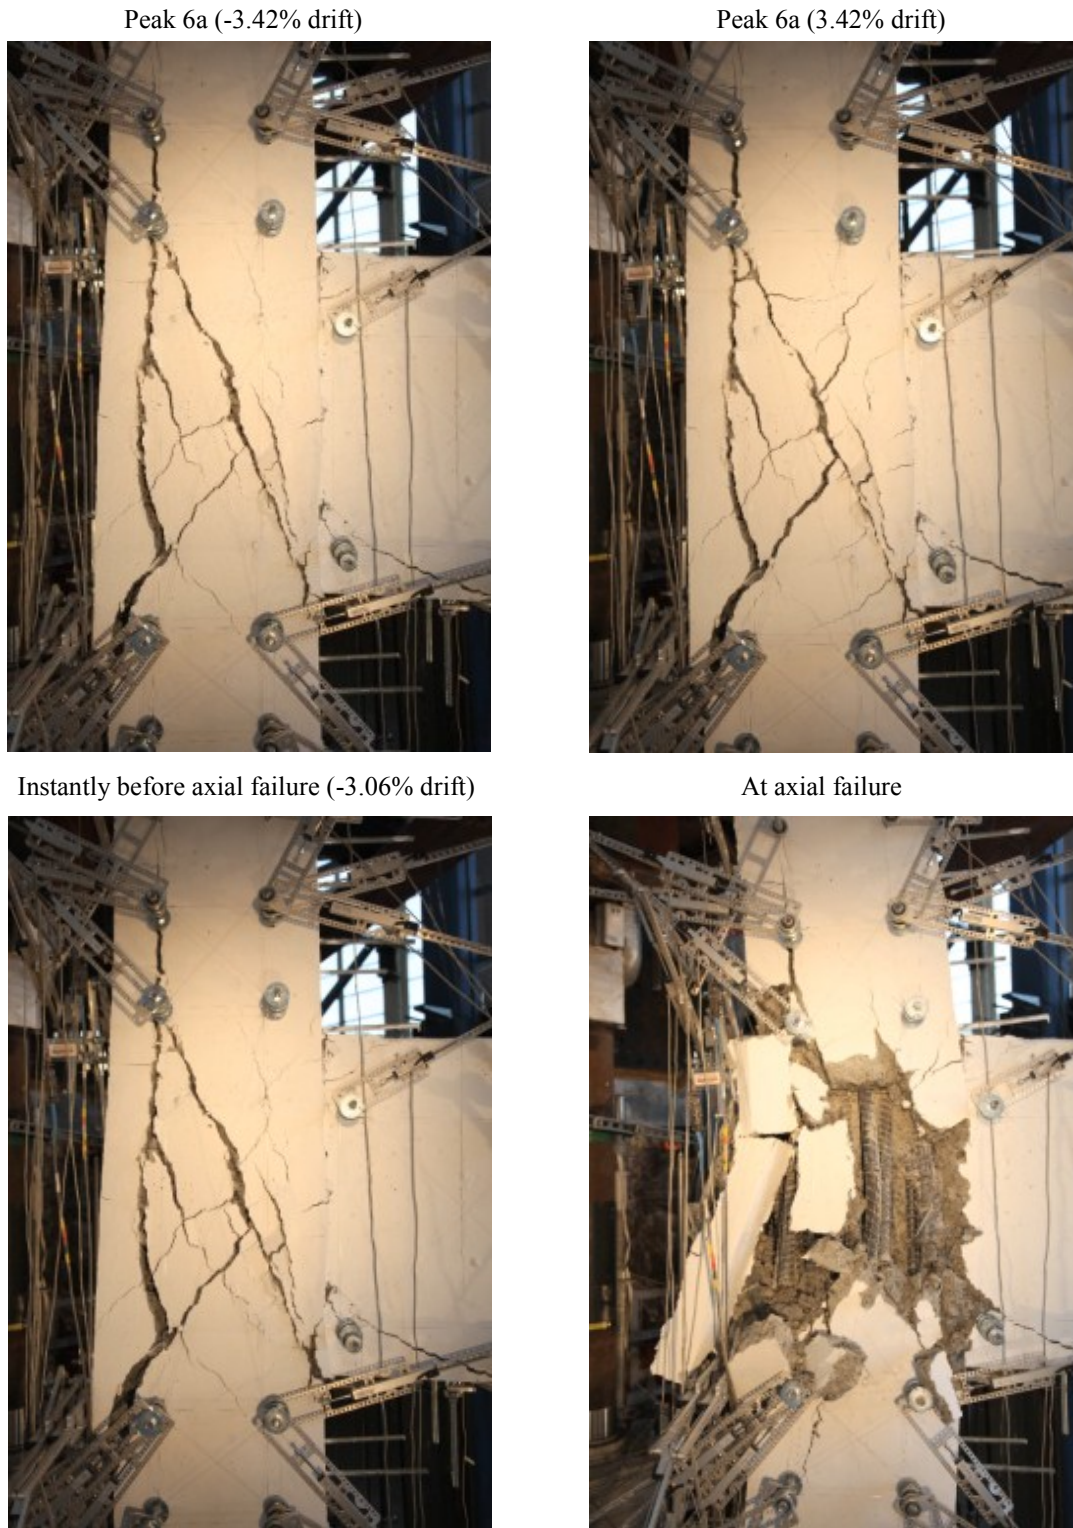 Peak 6a (-3.42% drift)
Peak 6a (3.42% drift)
Instantly before axial failure (-3.06% drift)
At axial failure